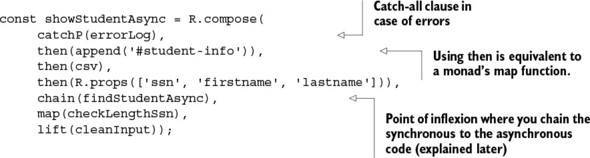 const showStudentAsync = R.compose(
catchP(errorLog),
then(append('#student-info')),
then(csv),
then(R.props(['ssn', 'firstname', 'lastname'])),
chain(findStudentAsync),
map(checkLengthSsn),
lift(cleanInput));
Catch-all clause in
case of errors
Using then is equivalent to
a monad's map function.
Point of inflexion where you chain the
synchronous to the asynchronous
code (explained later)